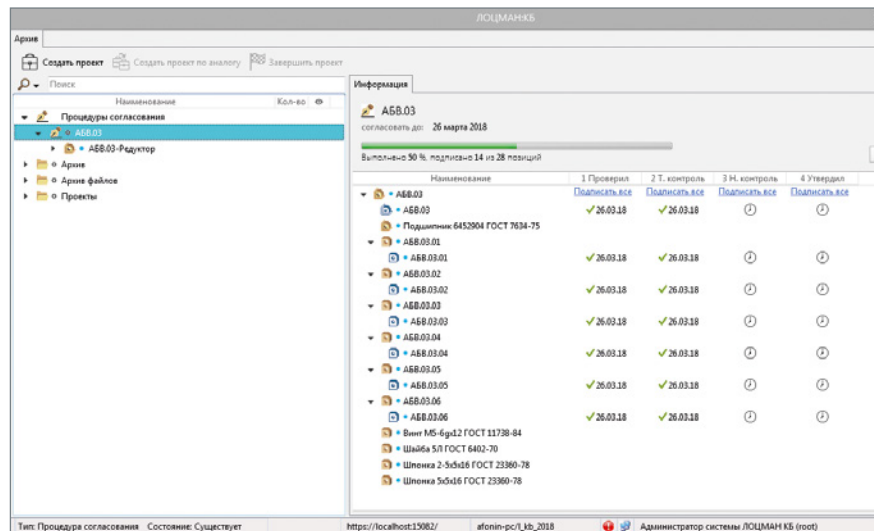 ЛОЦМАН:КБ
Архив
Создать проект Создать проект по аналогу Завершить проект
Поиск
Наименование Кол-во
Процедуры согласования
АБВ.03
АБВ.03-Редуктор
Архив
Архив файлов
Проекты
Информация
АБВ.03
согласовать до: 26 марта 2018
Выполнено 50 %, подписано 14 из 28 позиций
Наименование 1 Проверил 2 Т. контроль 3 Н. контроль 4 Утвердил
АБВ.03 Подписать все Подписать все Подписать все Подписать все
АБВ.03 26.03.18 26.03.18
Подшипник 6452904 ГОСТ 7634-75
АБВ.03.01
АБВ.03.01 26.03.18 26.03.18
АБВ.03.02
АБВ.03.02 26.03.18 26.03.18
АБВ.03.03
АБВ.03.03 26.03.18 26.03.18
АБВ.03.04
АБВ.03.04 26.03.18 26.03.18
АБВ.03.05
АБВ.03.05 26.03.18 26.03.18
АБВ.03.06
АБВ.03.06 26.03.18 26.03.18
Винт М5-6gx12 ГОСТ 11738-84
Шайба 5Л ГОСТ 6402-70
Шпонка 2-5x5x16 ГОСТ 23360-78
Шпонка 5x5x16 ГОСТ 23360-78
Тип: Процедура согласования Состояние: Существует https://localhost:15082/ afonin-pc/l_kb_2018 Администратор системы ЛОЦМАН КБ (root)